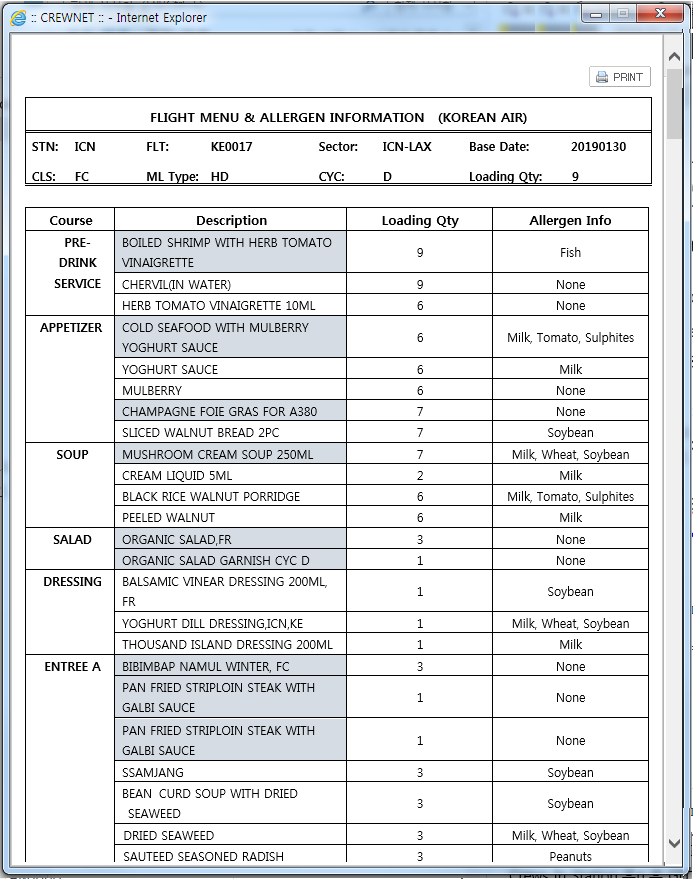 :: CREWNET :: - Internet Explorer
PRINT
FLIGHT MENU & ALLERGEN INFORMATION (KOREAN AIR)
STN: ICN FLT: KE0017 Sector: ICN-LAX Base Date: 20190130
CLS: FC ML Type: HD CYC: D Loading Qty: 9
Course Description Loading Qty Allergen Info
PRE-DRINK SERVICE BOILED SHRIMP WITH HERB TOMATO VINAIGRETTE 9 Fish
CHERVIL(IN WATER) 9 None
HERB TOMATO VINAIGRETTE 10ML 6 None
APPETIZER COLD SEAFOOD WITH MULBERRY YOGHURT SAUCE 6 Milk, Tomato, Sulphites
YOGHURT SAUCE 6 Milk
MULBERRY 6 None
CHAMPAGNE FOIE GRAS FOR A380 7 None
SLICED WALNUT BREAD 2PC 7 Soybean
SOUP MUSHROOM CREAM SOUP 250ML 7 Milk, Wheat, Soybean
CREAM LIQUID 5ML 2 Milk
BLACK RICE WALNUT PORRIDGE 6 Milk, Tomato, Sulphites
PEELED WALNUT 6 Milk
SALAD ORGANIC SALAD,FR 3 None
ORGANIC SALAD GARNISH CYC D 1 None
DRESSING BALSAMIC VINEAR DRESSING 200ML, FR 1 Soybean
YOGHURT DILL DRESSING,ICN,KE 1 Milk, Wheat, Soybean
THOUSAND ISLAND DRESSING 200ML 1 Milk
ENTREE A BIBIMBAP NAMUL WINTER, FC 3 None
PAN FRIED STRIPLOIN STEAK WITH GALBI SAUCE 1 None
PAN FRIED STRIPLOIN STEAK WITH GALBI SAUCE 1 None
SSAMJANG 3 Soybean
BEAN CURD SOUP WITH DRIED SEAWEED 3 Soybean
DRIED SEAWEED 3 Milk, Wheat, Soybean
SAUTEED SEASONED RADISH 3 Peanuts